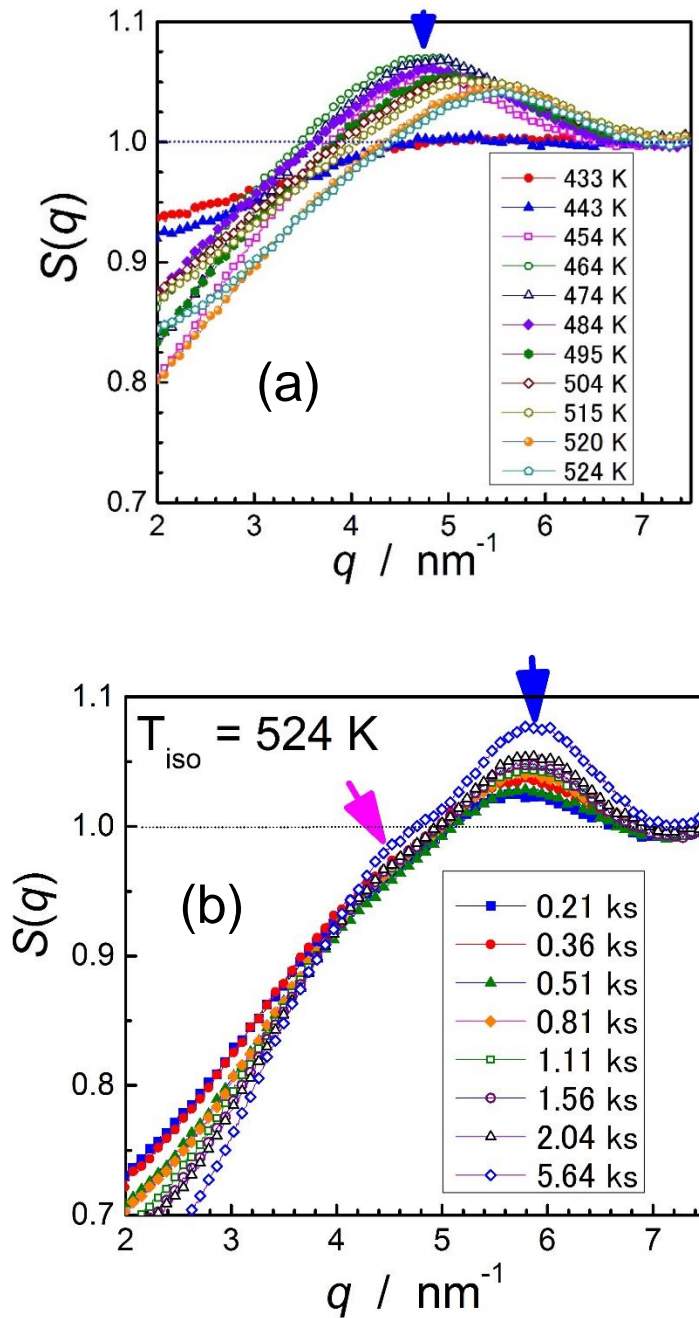 1.1
1.0
0.9
0.8
0.7
S(q)
(a)
433 K
443 K
454 K
464 K
474 K
484 K
495 K
504 K
515 K
520 K
524 K
2 3 4 5 6 7
q / nm⁻¹
1.1
1.0
0.9
0.8
0.7
S(q)
T_iso = 524 K
(b)
0.21 ks
0.36 ks
0.51 ks
0.81 ks
1.11 ks
1.56 ks
2.04 ks
5.64 ks
2 3 4 5 6 7
q / nm⁻¹